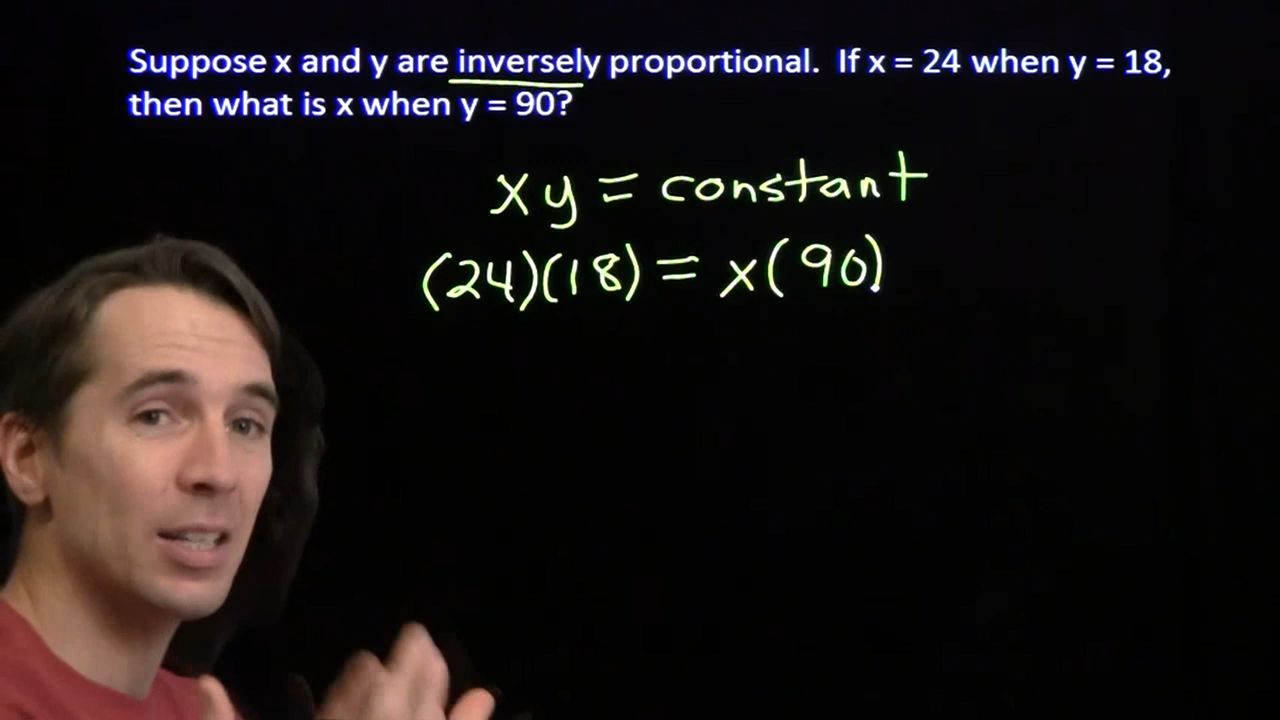 Suppose x and y are inversely proportional. If x = 24 when y = 18,
then what is x when y = 90?
xy = constant
(24)(18) = x(90)